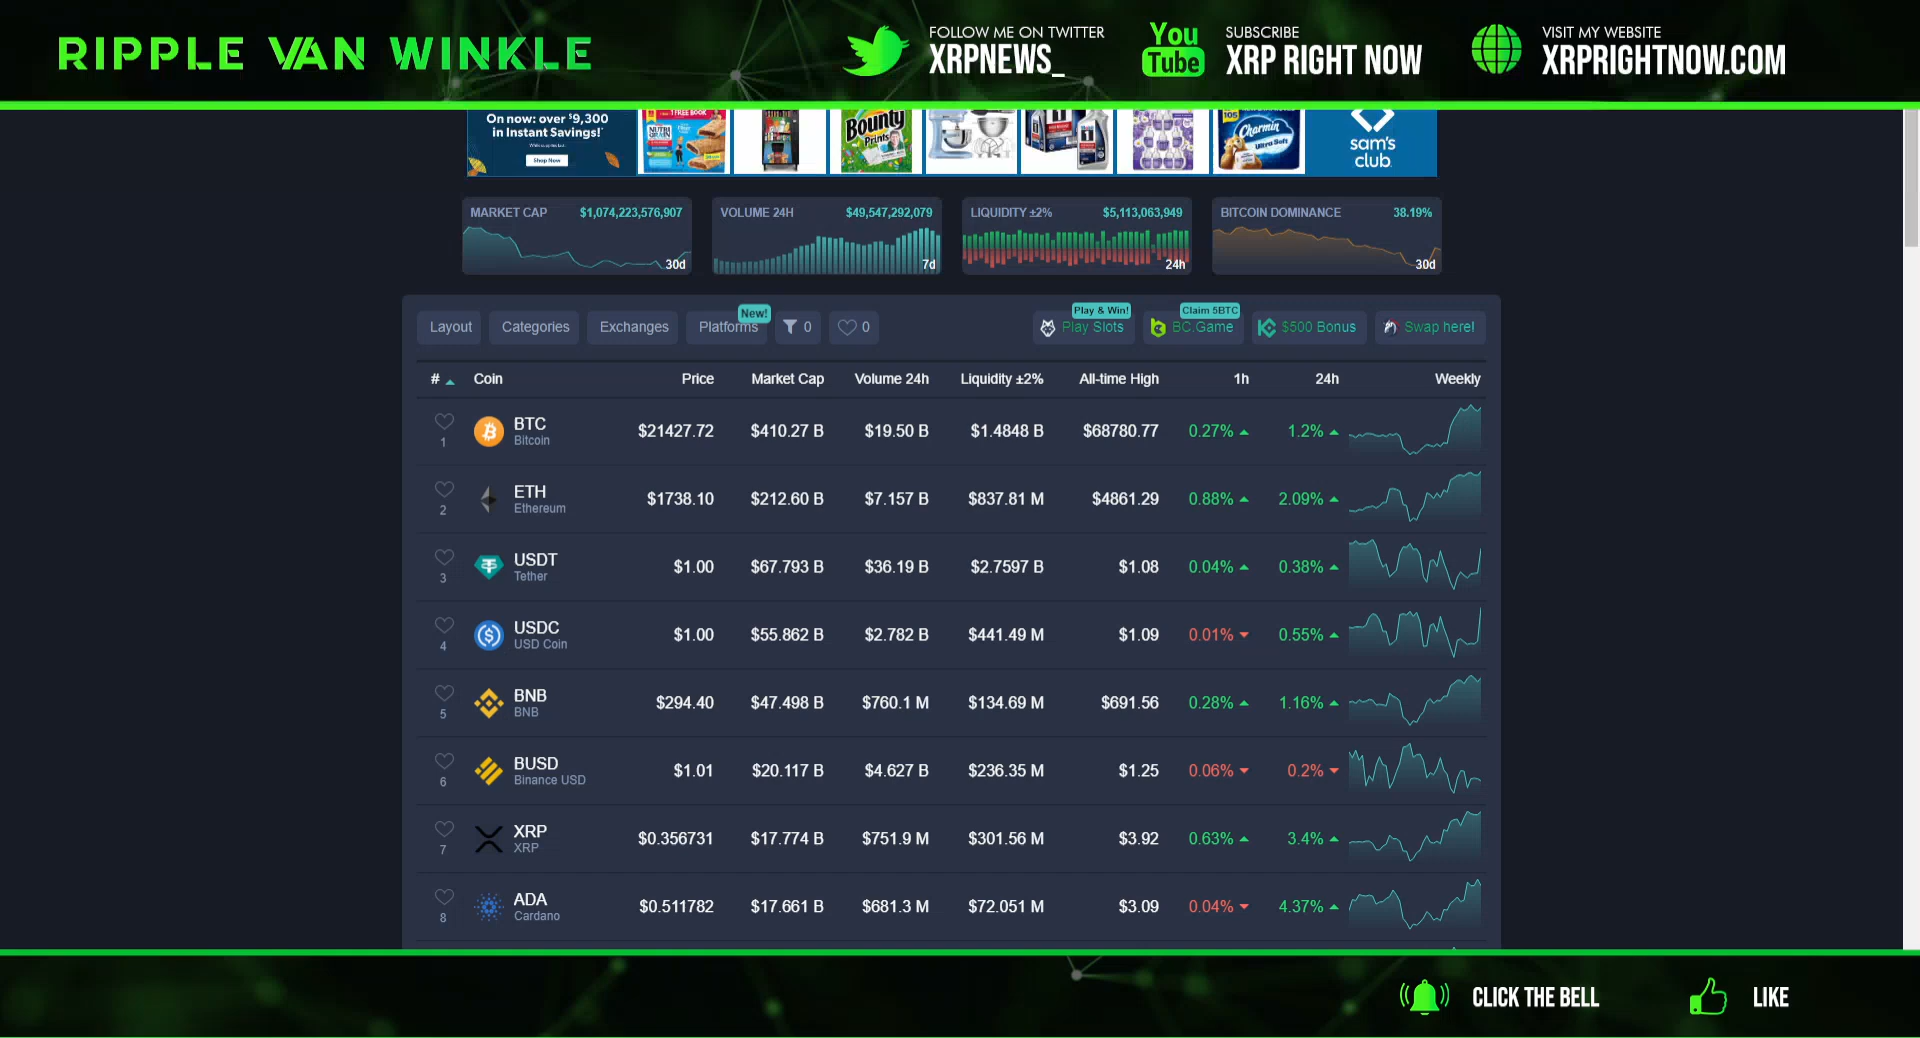 RIPPLE VAN WINKLE
FOLLOW ME ON TWITTER
XRPNEWS_
You
Tube
SUBSCRIBE
XRP RIGHT NOW
VISIT MY WEBSITE
XRPRIGHTNOW.COM
On now: over $9,300
in Instant Savings!*
Shop Now
1 FREE BOOK
NUTRI
GRAIN
Bounty
Prints
105
Charmin
Ultra Soft
sam's
club
MARKET CAP $1,074,223,576,907
30d
VOLUME 24H $49,547,292,079
7d
LIQUIDITY ±2% $5,113,063,949
24h
BITCOIN DOMINANCE 38.19%
30d
Layout Categories Exchanges Platforms New! 0 0
Play & Win!
Play Slots
Claim 5BTC
BC.Game
$500 Bonus
Swap here!
# Coin Price Market Cap Volume 24h Liquidity ±2% All-time High 1h 24h Weekly
1 BTC Bitcoin $21427.72 $410.27 B $19.50 B $1.4848 B $68780.77 0.27% 1.2%
2 ETH Ethereum $1738.10 $212.60 B $7.157 B $837.81 M $4861.29 0.88% 2.09%
3 USDT Tether $1.00 $67.793 B $36.19 B $2.7597 B $1.08 0.04% 0.38%
4 USDC USD Coin $1.00 $55.862 B $2.782 B $441.49 M $1.09 0.01% 0.55%
5 BNB BNB $294.40 $47.498 B $760.1 M $134.69 M $691.56 0.28% 1.16%
6 BUSD Binance USD $1.01 $20.117 B $4.627 B $236.35 M $1.25 0.06% 0.2%
7 XRP XRP $0.356731 $17.774 B $751.9 M $301.56 M $3.92 0.63% 3.4%
8 ADA Cardano $0.511782 $17.661 B $681.3 M $72.051 M $3.09 0.04% 4.37%
CLICK THE BELL
LIKE